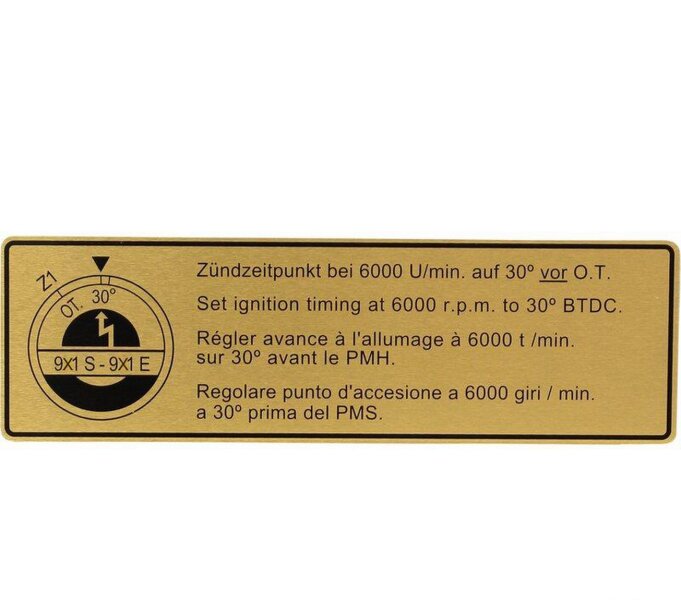 Z1
OT. 30º
9X1 S - 9X1 E
Zündzeitpunkt bei 6000 U/min. auf 30º vor O.T.
Set ignition timing at 6000 r.p.m. to 30º BTDC.
Régler avance à l'allumage à 6000 t /min.
sur 30º avant le PMH.
Regolare punto d'accesione a 6000 giri / min.
a 30º prima del PMS.